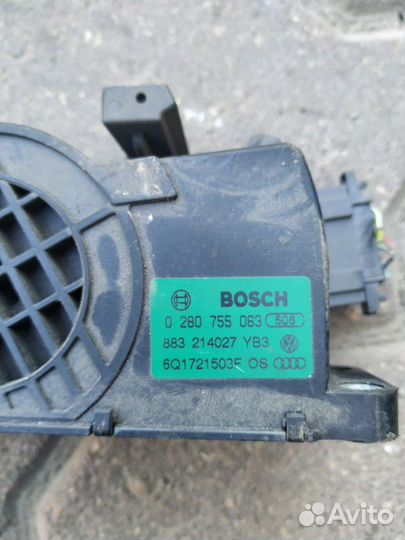 BOSCH
0 280 755 063 508
883 214027 YB3
6Q1721503E OS
Avito